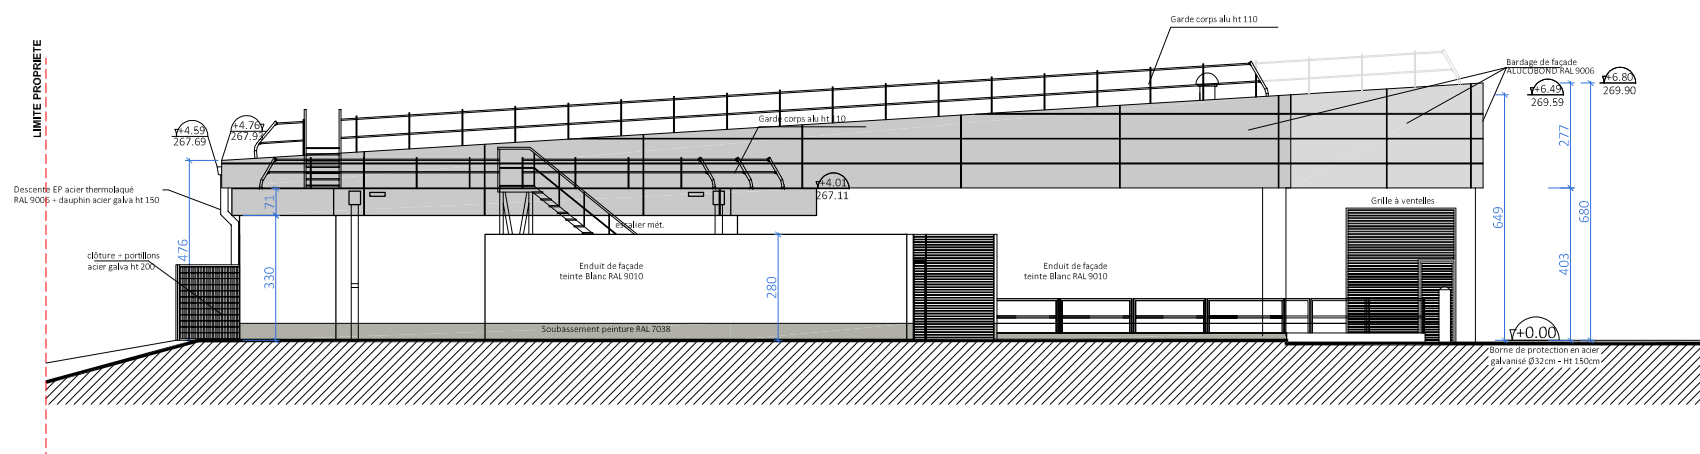 Garde corps alu ht 110
LIMITE PROPRIETE
Bardage de façade
ALUCOBOND RAL 9006
+6.80
269.90
+6.49
269.59
+4.59
267.69
+4.76
Garde corps alu ht 110
277
Descente EP acier thermolaqué
RAL 9006 + dauphin acier galva ht 150
71
+4.01
267.11
Grille à ventelles
649
680
escalier mét.
476
clôture + portillons
acier galva ht 200
330
Enduit de façade
teinte Blanc RAL 9010
280
Enduit de façade
teinte Blanc RAL 9010
403
Soubassement peinture RAL 7038
+0.00
Borne de protection en acier
galvanisé Ø32cm - Ht 150cm